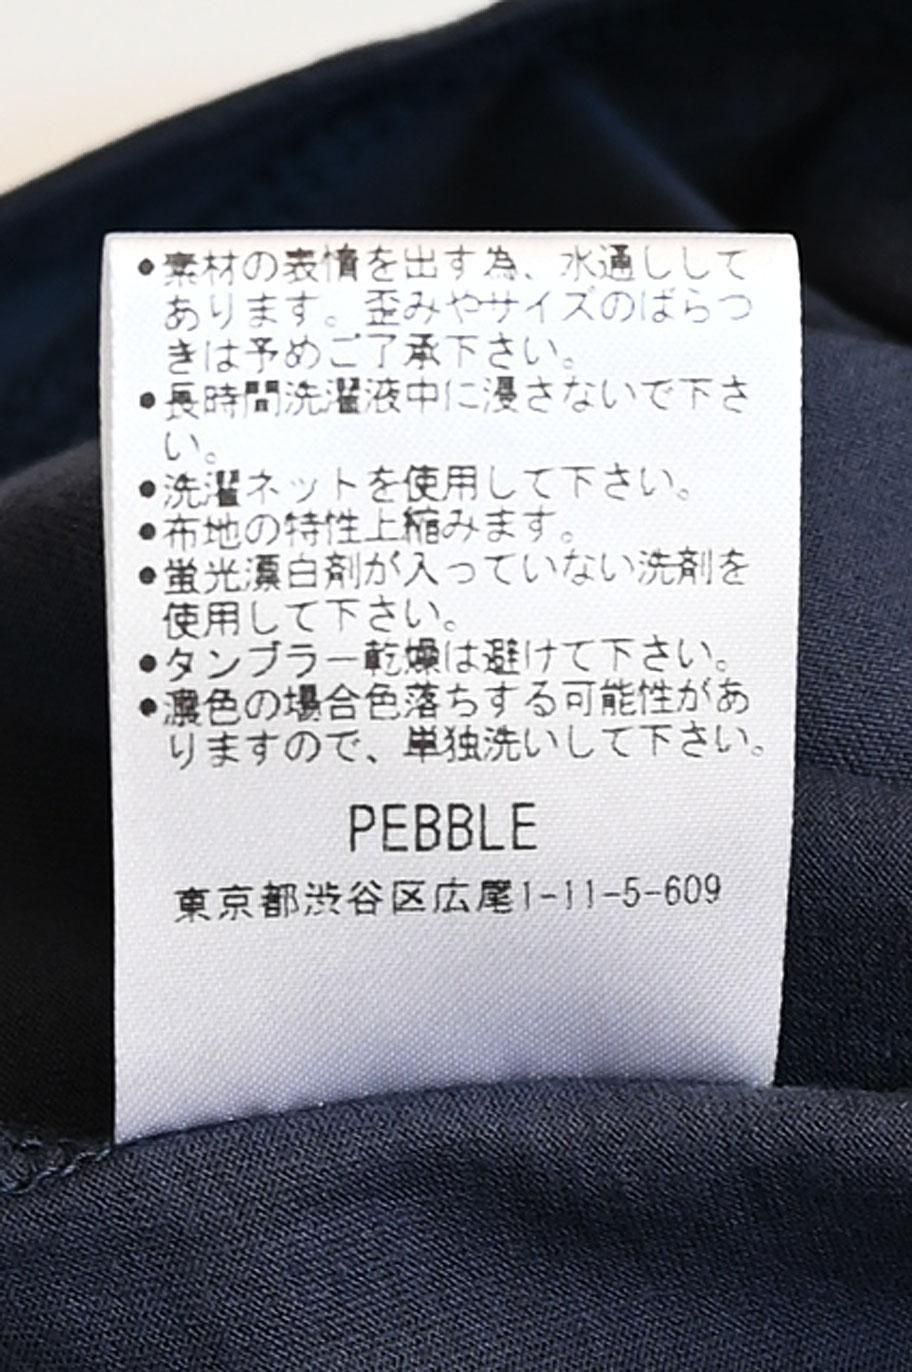 ●素材の表情を出す為、水通しして
あります。歪みやサイズのばらつ
きは予めご了承下さい。
●長時間洗濯液中に浸さないで下さ
い。
●洗濯ネットを使用して下さい。
●布地の特性上縮みます。
●蛍光漂白剤が入っていない洗剤を
使用して下さい。
●タンブラー乾燥は避けて下さい。
●濃色の場合色落ちする可能性があ
りますので、単独洗いして下さい。
PEBBLE
東京都渋谷区広尾1-11-5-609